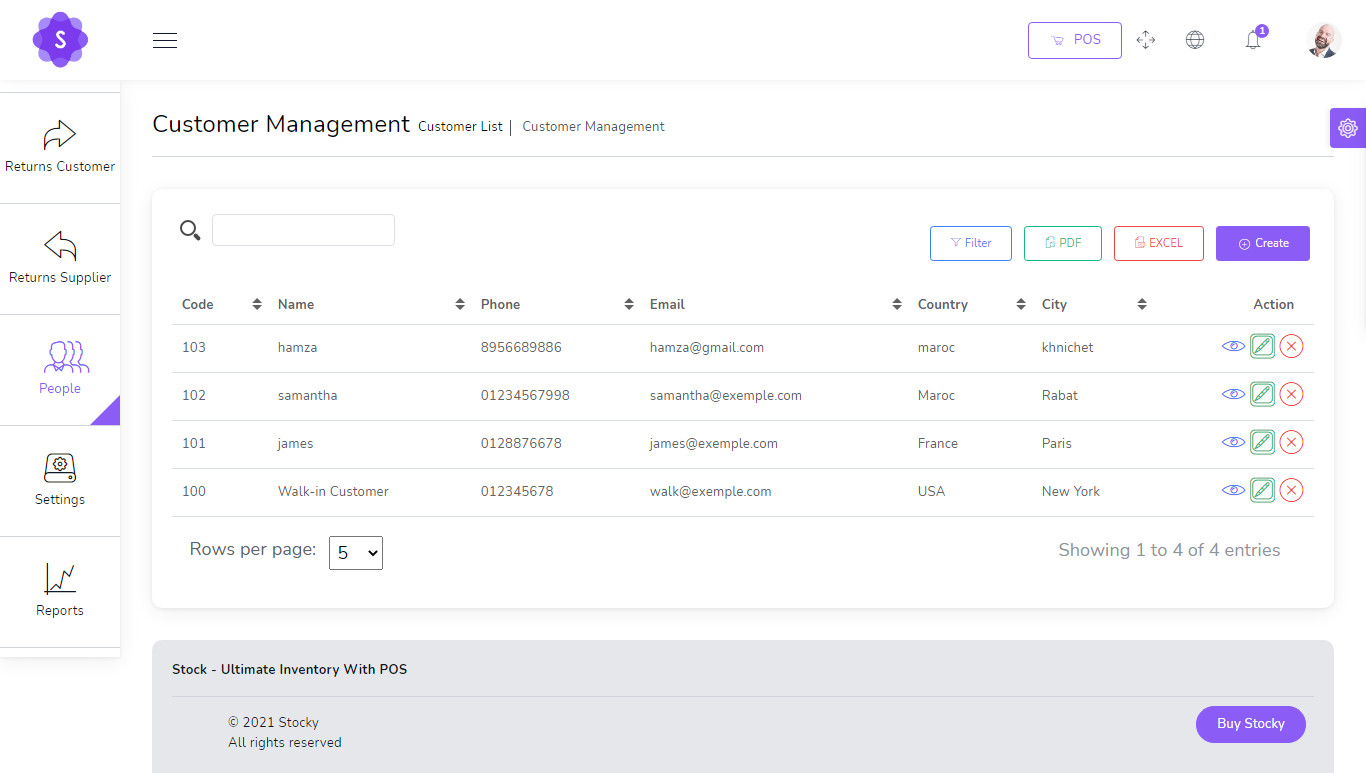 S
POS
1
Customer Management Customer List | Customer Management
Returns Customer
Returns Supplier
People
Settings
Reports
Filter PDF EXCEL Create
Code Name Phone Email Country City Action
103 hamza 8956689886 hamza@gmail.com maroc khnichet
102 samantha 01234567998 samantha@exemple.com Maroc Rabat
101 james 0128876678 james@exemple.com France Paris
100 Walk-in Customer 012345678 walk@exemple.com USA New York
Rows per page: 5 Showing 1 to 4 of 4 entries
Stock - Ultimate Inventory With POS
© 2021 Stocky
All rights reserved
Buy Stocky